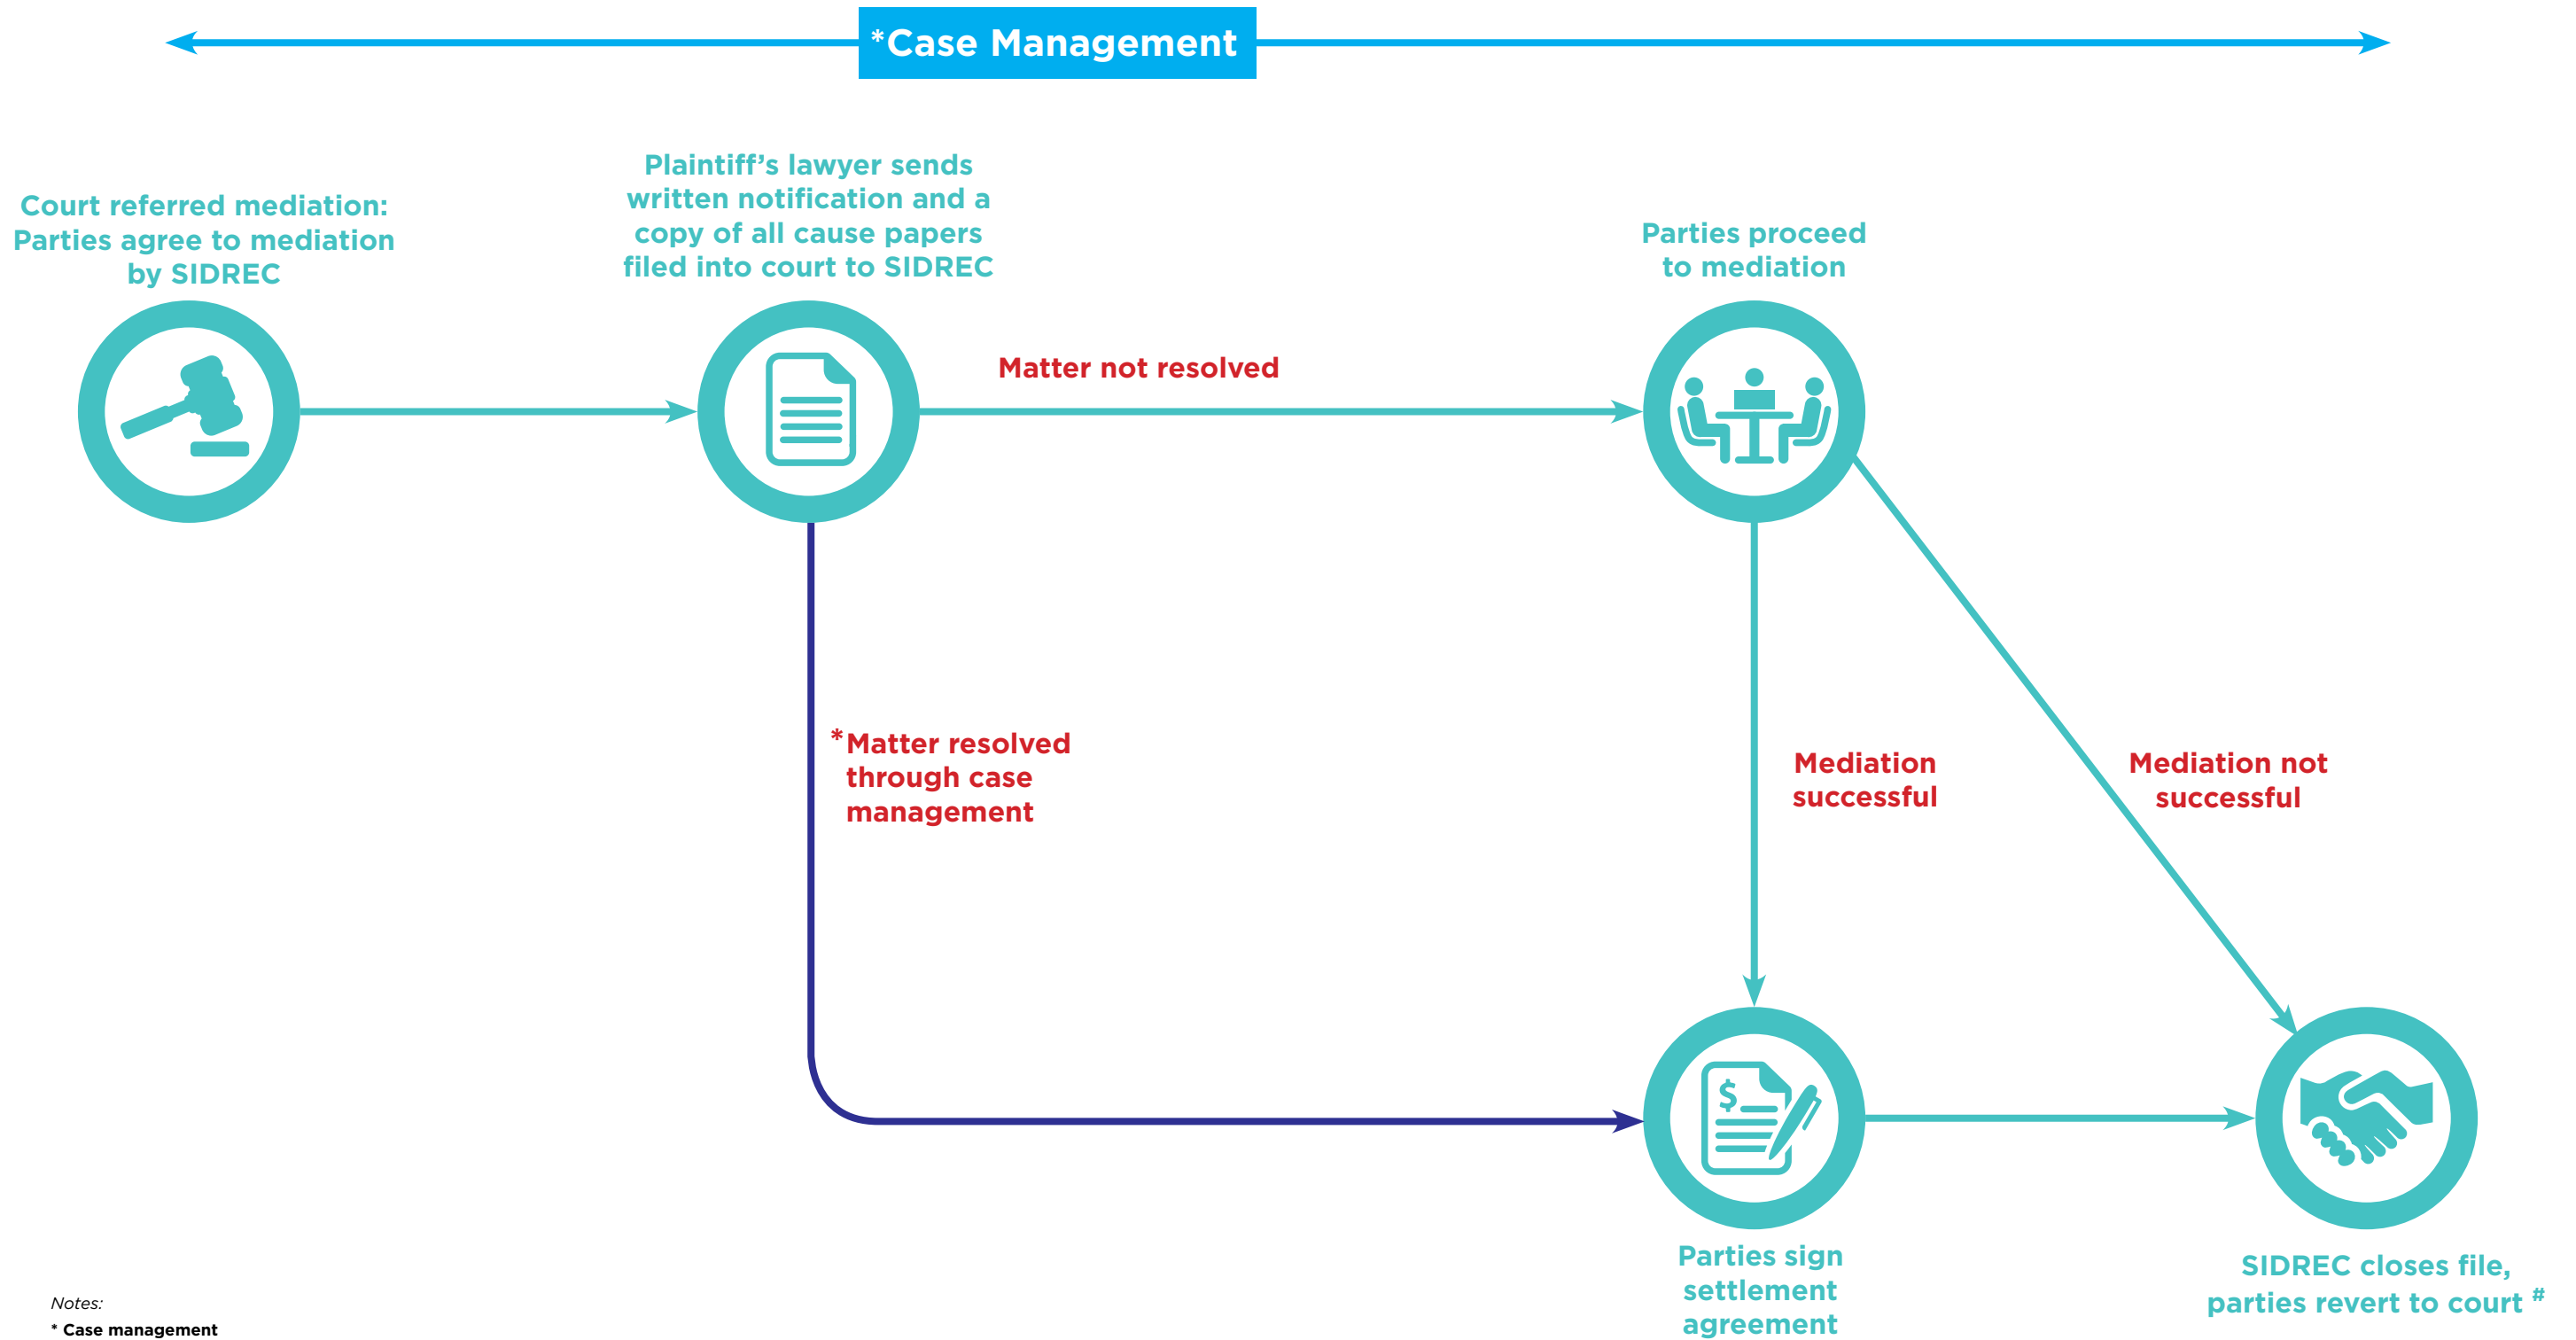 *Case Management
Court referred mediation:
Parties agree to mediation
by SIDREC
Plaintiff’s lawyer sends
written notification and a
copy of all cause papers
filed into court to SIDREC
Parties proceed
to mediation
Matter not resolved
*Matter resolved
through case
management
Mediation
successful
Mediation not
successful
$
Parties sign
settlement
agreement
SIDREC closes file,
parties revert to court #
Notes:
* Case management